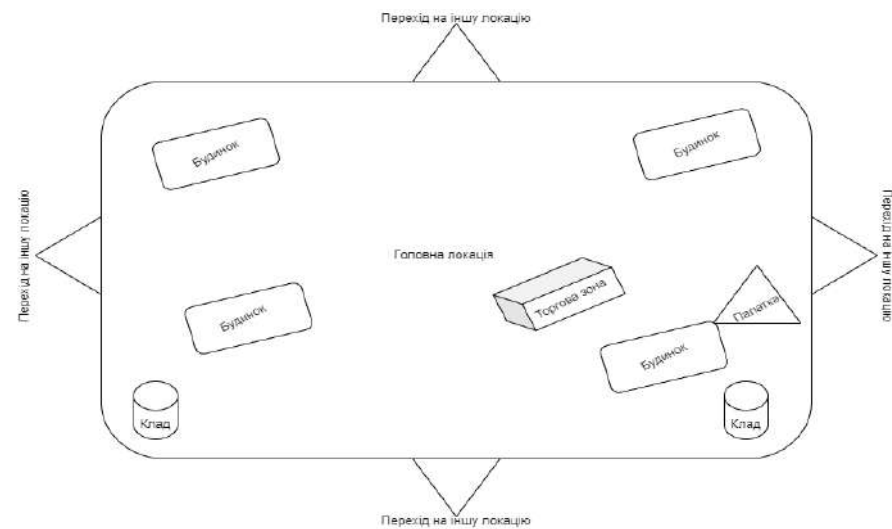 Перехід на іншу локацію
Будинок
Будинок
Перехід на іншу локацію
Головна локація
Перехід на іншу локацію
Торгова зона
Палатка
Будинок
Будинок
Клад
Клад
Перехід на іншу локацію